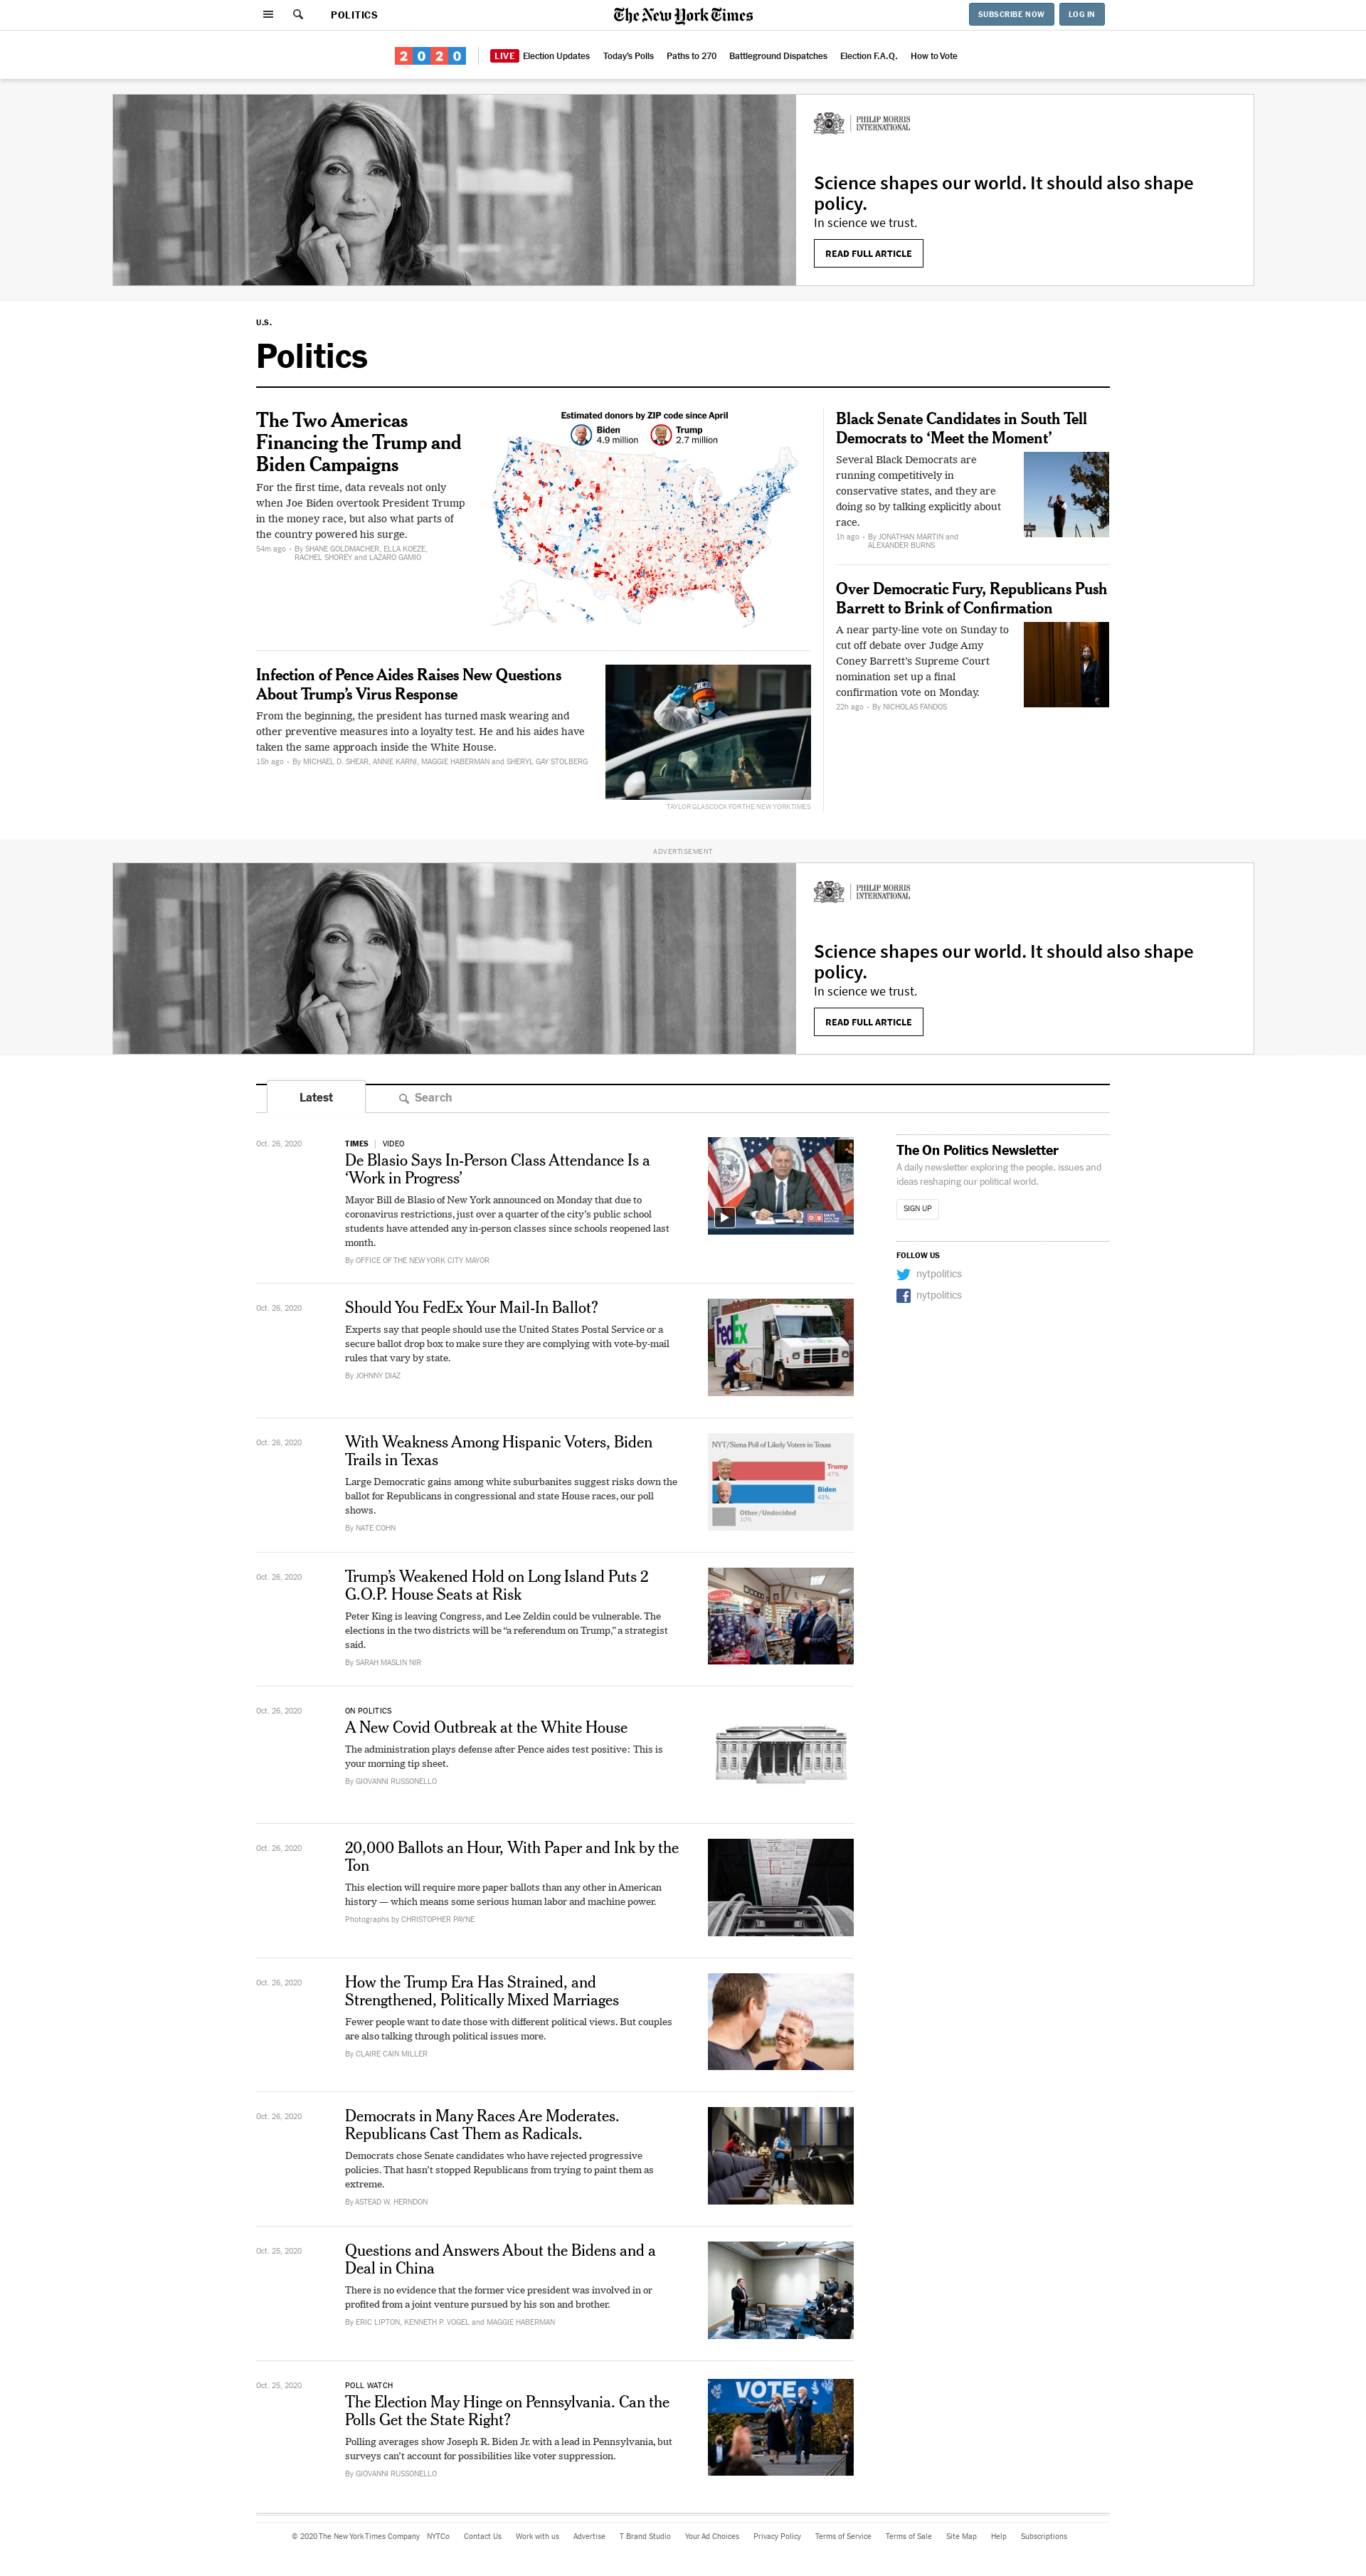 POLITICS
The New York Times
SUBSCRIBE NOW
LOG IN
2020
LIVE Election Updates
Today's Polls
Paths to 270
Battleground Dispatches
Election F.A.Q.
How to Vote
PHILIP MORRIS
INTERNATIONAL
Science shapes our world. It should also shape
policy.
In science we trust.
READ FULL ARTICLE
U.S.
Politics
The Two Americas
Financing the Trump and
Biden Campaigns
For the first time, data reveals not only
when Joe Biden overtook President Trump
in the money race, but also what parts of
the country powered his surge.
54m ago • By SHANE GOLDMACHER, ELLA KOEZE,
RACHEL SHOREY and LAZARO GAMIO
Estimated donors by ZIP code since April
Biden
4.9 million
Trump
2.7 million
Infection of Pence Aides Raises New Questions
About Trump's Virus Response
From the beginning, the president has turned mask wearing and
other preventive measures into a loyalty test. He and his aides have
taken the same approach inside the White House.
15h ago • By MICHAEL D. SHEAR, ANNIE KARNI, MAGGIE HABERMAN and SHERYL GAY STOLBERG
TAYLOR GLASCOCK FOR THE NEW YORK TIMES
Black Senate Candidates in South Tell
Democrats to ‘Meet the Moment’
Several Black Democrats are
running competitively in
conservative states, and they are
doing so by talking explicitly about
race.
1h ago • By JONATHAN MARTIN and
ALEXANDER BURNS
Over Democratic Fury, Republicans Push
Barrett to Brink of Confirmation
A near party-line vote on Sunday to
cut off debate over Judge Amy
Coney Barrett's Supreme Court
nomination set up a final
confirmation vote on Monday.
22h ago • By NICHOLAS FANDOS
ADVERTISEMENT
PHILIP MORRIS
INTERNATIONAL
Science shapes our world. It should also shape
policy.
In science we trust.
READ FULL ARTICLE
Latest
Search
Oct. 26, 2020
TIMES | VIDEO
De Blasio Says In-Person Class Attendance Is a
‘Work in Progress’
Mayor Bill de Blasio of New York announced on Monday that due to
coronavirus restrictions, just over a quarter of the city's public school
students have attended any in-person classes since schools reopened last
month.
By OFFICE OF THE NEW YORK CITY MAYOR
Oct. 26, 2020
Should You FedEx Your Mail-In Ballot?
Experts say that people should use the United States Postal Service or a
secure ballot drop box to make sure they are complying with vote-by-mail
rules that vary by state.
By JOHNNY DIAZ
FedEx
Oct. 26, 2020
With Weakness Among Hispanic Voters, Biden
Trails in Texas
Large Democratic gains among white suburbanites suggest risks down the
ballot for Republicans in congressional and state House races, our poll
shows.
By NATE COHN
NYT/Siena Poll of Likely Voters in Texas
Trump
47%
Biden
43%
Other/Undecided
10%
Oct. 26, 2020
Trump's Weakened Hold on Long Island Puts 2
G.O.P. House Seats at Risk
Peter King is leaving Congress, and Lee Zeldin could be vulnerable. The
elections in the two districts will be “a referendum on Trump,” a strategist
said.
By SARAH MASLIN NIR
Oct. 26, 2020
ON POLITICS
A New Covid Outbreak at the White House
The administration plays defense after Pence aides test positive: This is
your morning tip sheet.
By GIOVANNI RUSSONELLO
Oct. 26, 2020
20,000 Ballots an Hour, With Paper and Ink by the
Ton
This election will require more paper ballots than any other in American
history — which means some serious human labor and machine power.
Photographs by CHRISTOPHER PAYNE
Oct. 26, 2020
How the Trump Era Has Strained, and
Strengthened, Politically Mixed Marriages
Fewer people want to date those with different political views. But couples
are also talking through political issues more.
By CLAIRE CAIN MILLER
Oct. 26, 2020
Democrats in Many Races Are Moderates.
Republicans Cast Them as Radicals.
Democrats chose Senate candidates who have rejected progressive
policies. That hasn't stopped Republicans from trying to paint them as
extreme.
By ASTEAD W. HERNDON
Oct. 25, 2020
Questions and Answers About the Bidens and a
Deal in China
There is no evidence that the former vice president was involved in or
profited from a joint venture pursued by his son and brother.
By ERIC LIPTON, KENNETH P. VOGEL and MAGGIE HABERMAN
Oct. 25, 2020
POLL WATCH
The Election May Hinge on Pennsylvania. Can the
Polls Get the State Right?
Polling averages show Joseph R. Biden Jr. with a lead in Pennsylvania, but
surveys can't account for possibilities like voter suppression.
By GIOVANNI RUSSONELLO
VOTE
The On Politics Newsletter
A daily newsletter exploring the people, issues and
ideas reshaping our political world.
SIGN UP
FOLLOW US
nytpolitics
nytpolitics
© 2020 The New York Times Company
NYTCo
Contact Us
Work with us
Advertise
T Brand Studio
Your Ad Choices
Privacy Policy
Terms of Service
Terms of Sale
Site Map
Help
Subscriptions